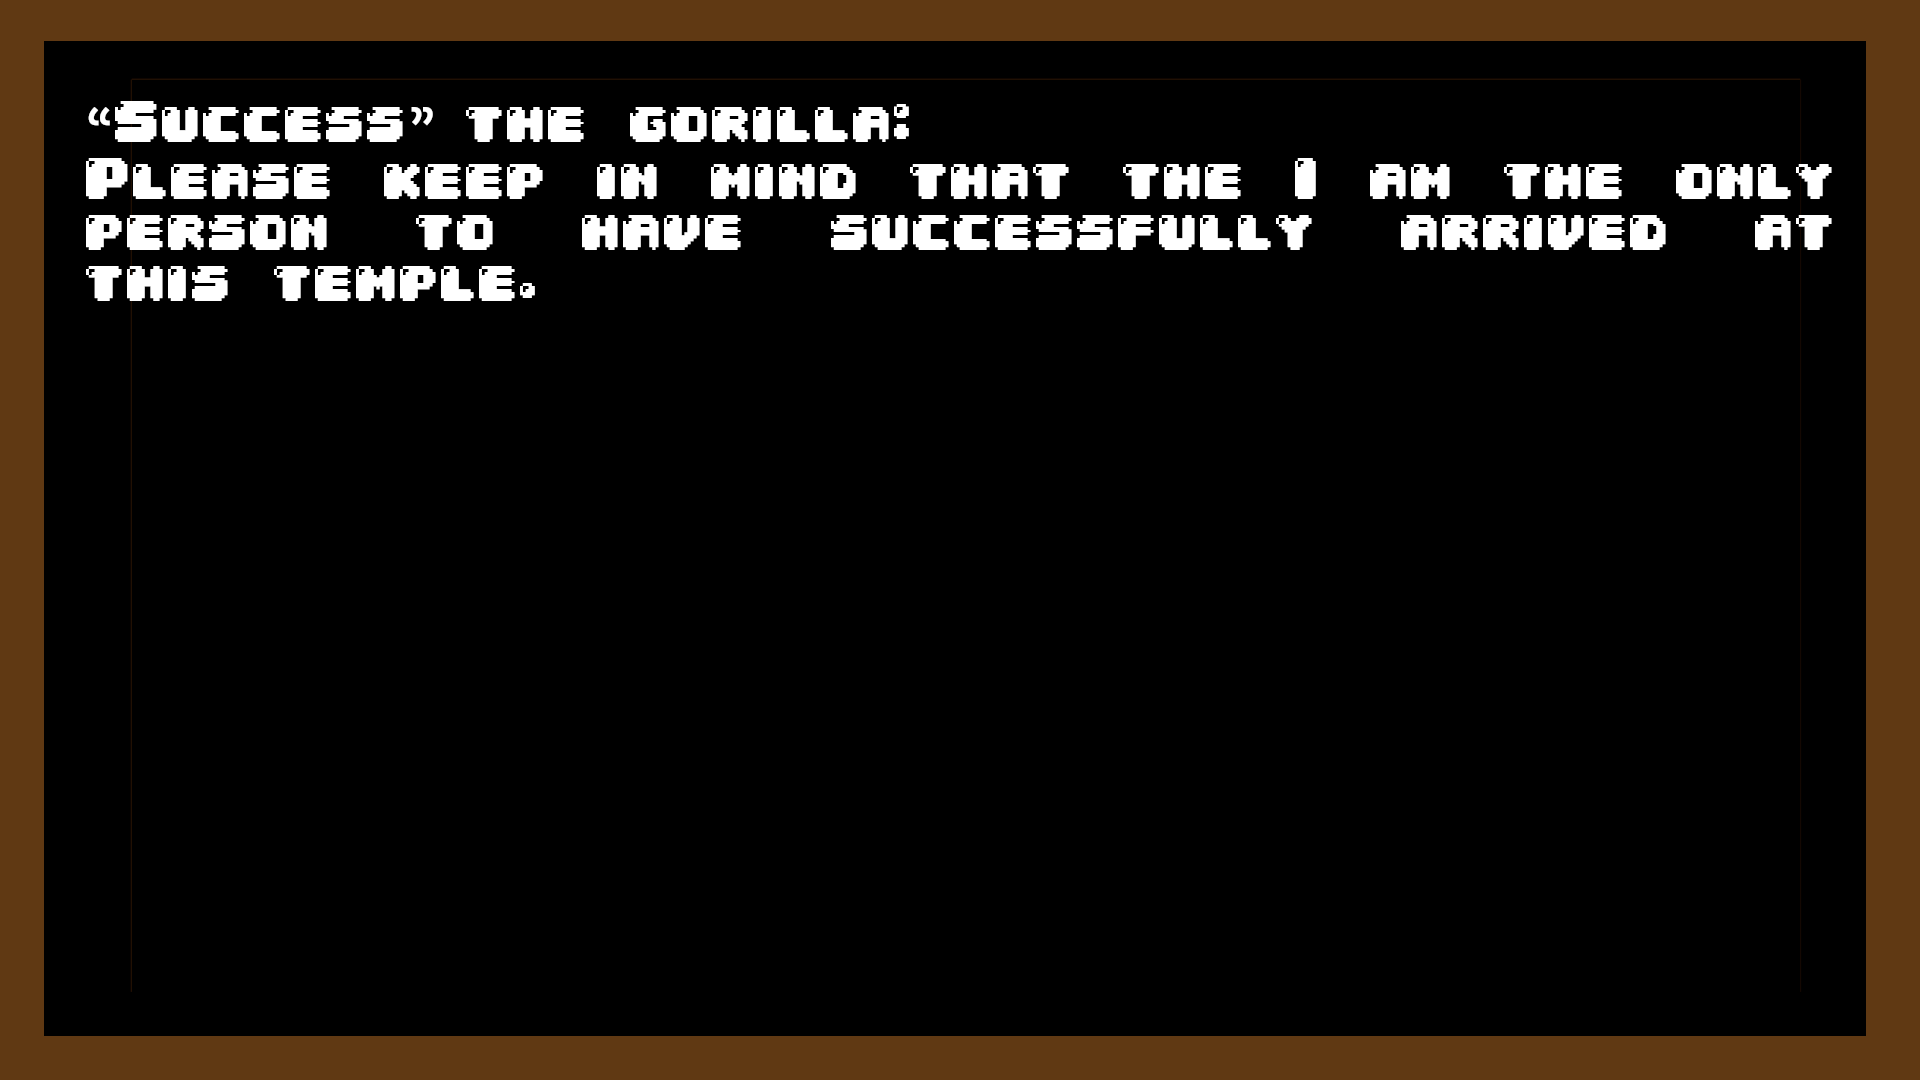 “Success” the gorilla:
Please keep in mind that the I am the only
person to have successfully arrived at
this temple.